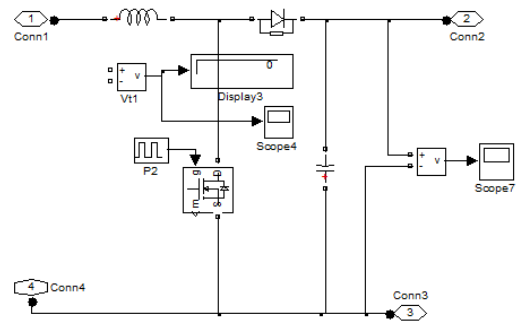 1
Conn1
2
Conn2
+
-
v
Vt1
0
Display3
Scope4
P2
g
D
m
S
+
-
v
Scope7
4
Conn4
Conn3
3